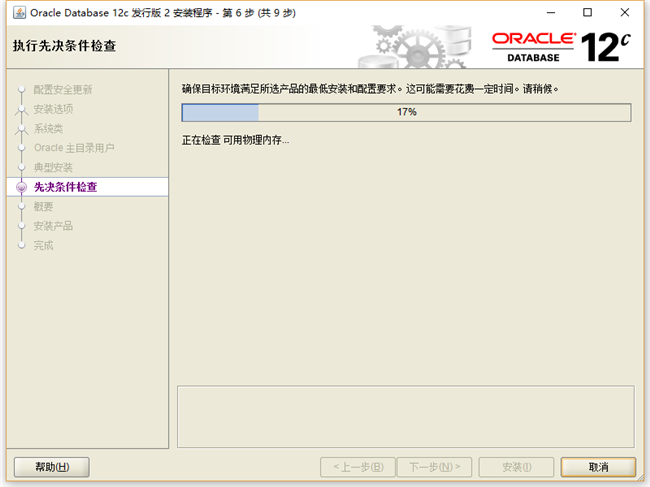 Oracle Database 12c 发行版 2 安装程序 - 第 6 步 (共 9 步)
执行先决条件检查
ORACLE
DATABASE
12c
配置安全更新
安装选项
系统类
Oracle 主目录用户
典型安装
先决条件检查
概要
安装产品
完成
确保目标环境满足所选产品的最低安装和配置要求。这可能需要花费一定时间。请稍候。
17%
正在检查 可用物理内存...
帮助(H)
< 上一步(B)
下一步(N) >
安装(I)
取消